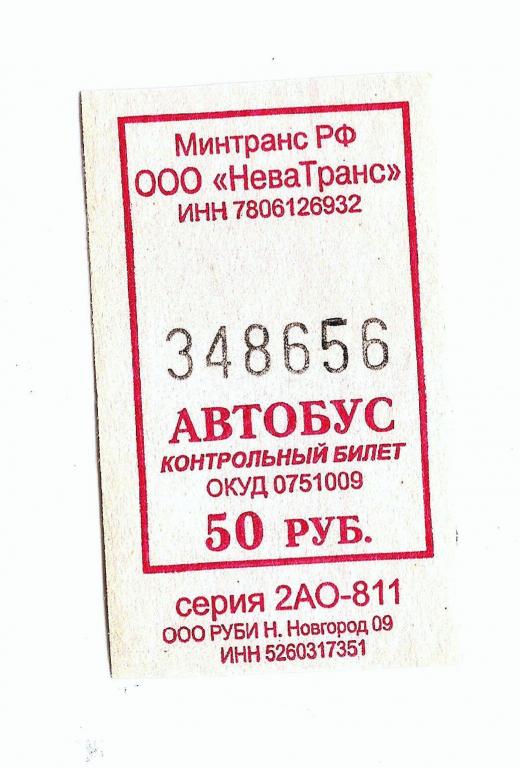 Минтранс РФ
ООО «НеваТранс»
ИНН 7806126932
348656
АВТОБУС
КОНТРОЛЬНЫЙ БИЛЕТ
ОКУД 0751009
50 РУБ.
серия 2АО-811
ООО РУБИ Н. Новгород 09
ИНН 5260317351